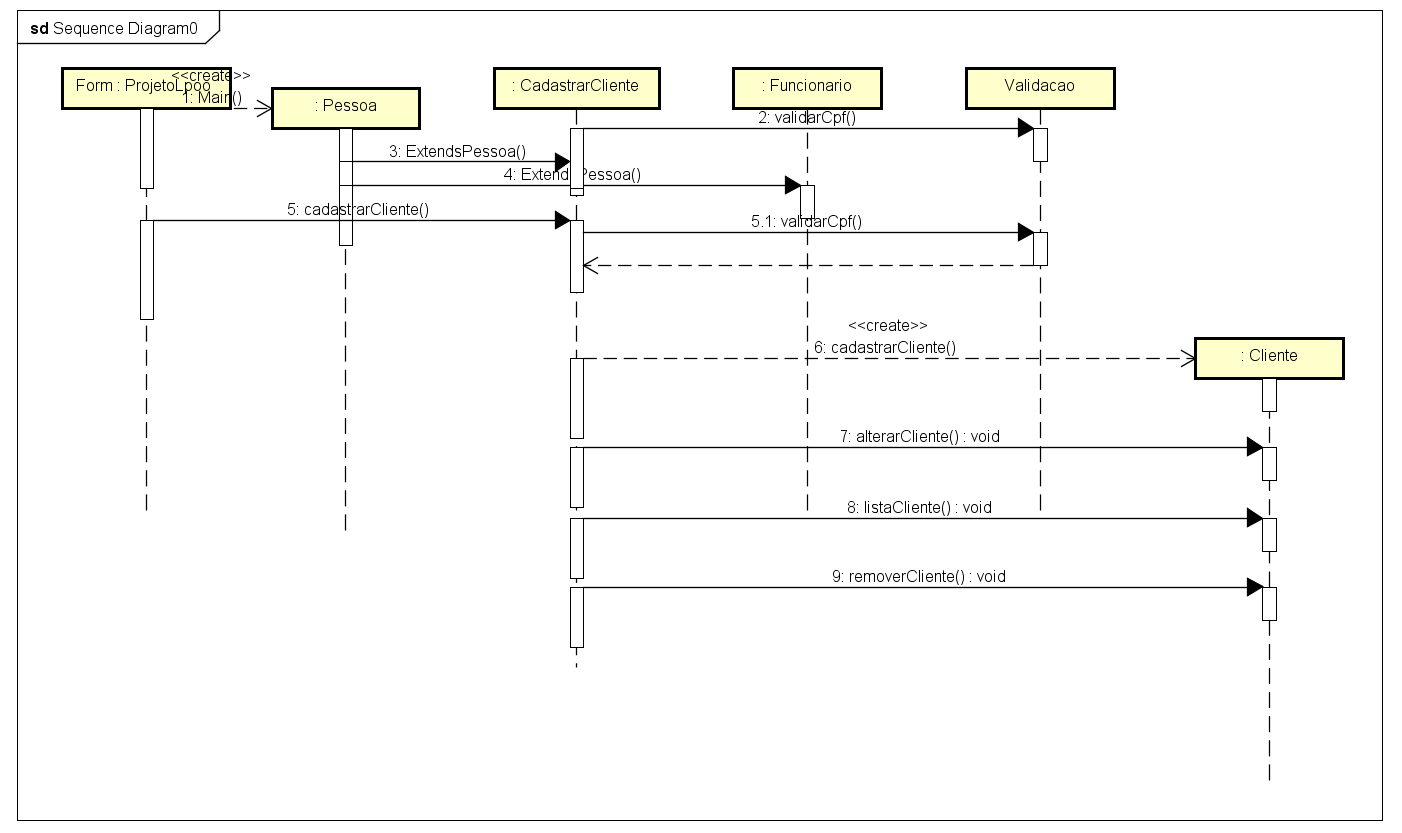 sd Sequence Diagram0
<<create>>
Form : ProjetoLpoo
1: Main()
: Pessoa
: CadastrarCliente
: Funcionario
Validacao
2: validarCpf()
3: ExtendsPessoa()
4: ExtendsPessoa()
5: cadastrarCliente()
5.1: validarCpf()
<<create>>
6: cadastrarCliente()
: Cliente
7: alterarCliente() : void
8: listaCliente() : void
9: removerCliente() : void